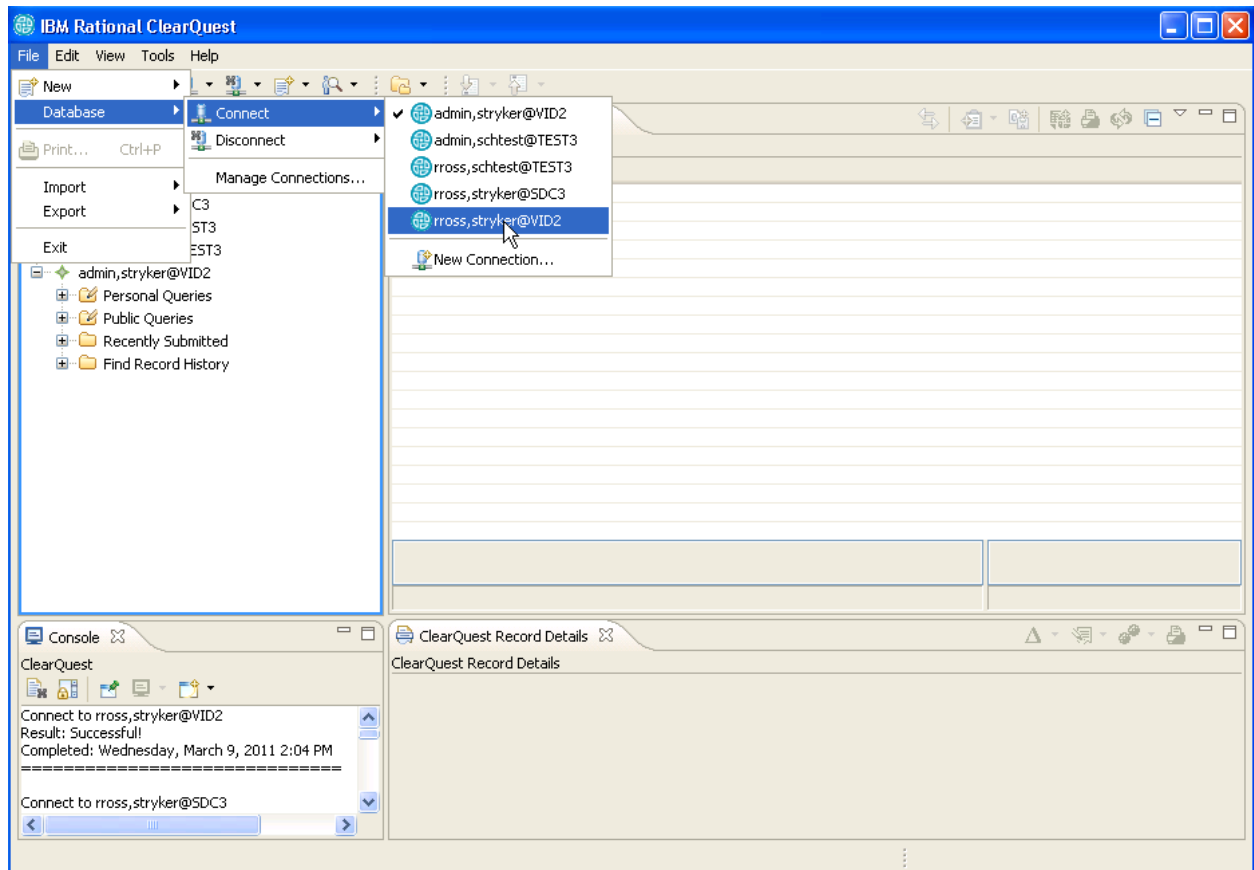 IBM Rational ClearQuest
File Edit View Tools Help
New
Database
Print... Ctrl+P
Import
Export
Exit
Connect
Disconnect
Manage Connections...
admin,stryker@VID2
admin,schtest@TEST3
rross,schtest@TEST3
rross,stryker@SDC3
rross,stryker@VID2
New Connection...
C3
ST3
EST3
admin,stryker@VID2
Personal Queries
Public Queries
Recently Submitted
Find Record History
Console
ClearQuest
Connect to rross,stryker@VID2
Result: Successful!
Completed: Wednesday, March 9, 2011 2:04 PM
==============================
Connect to rross,stryker@SDC3
ClearQuest Record Details
ClearQuest Record Details